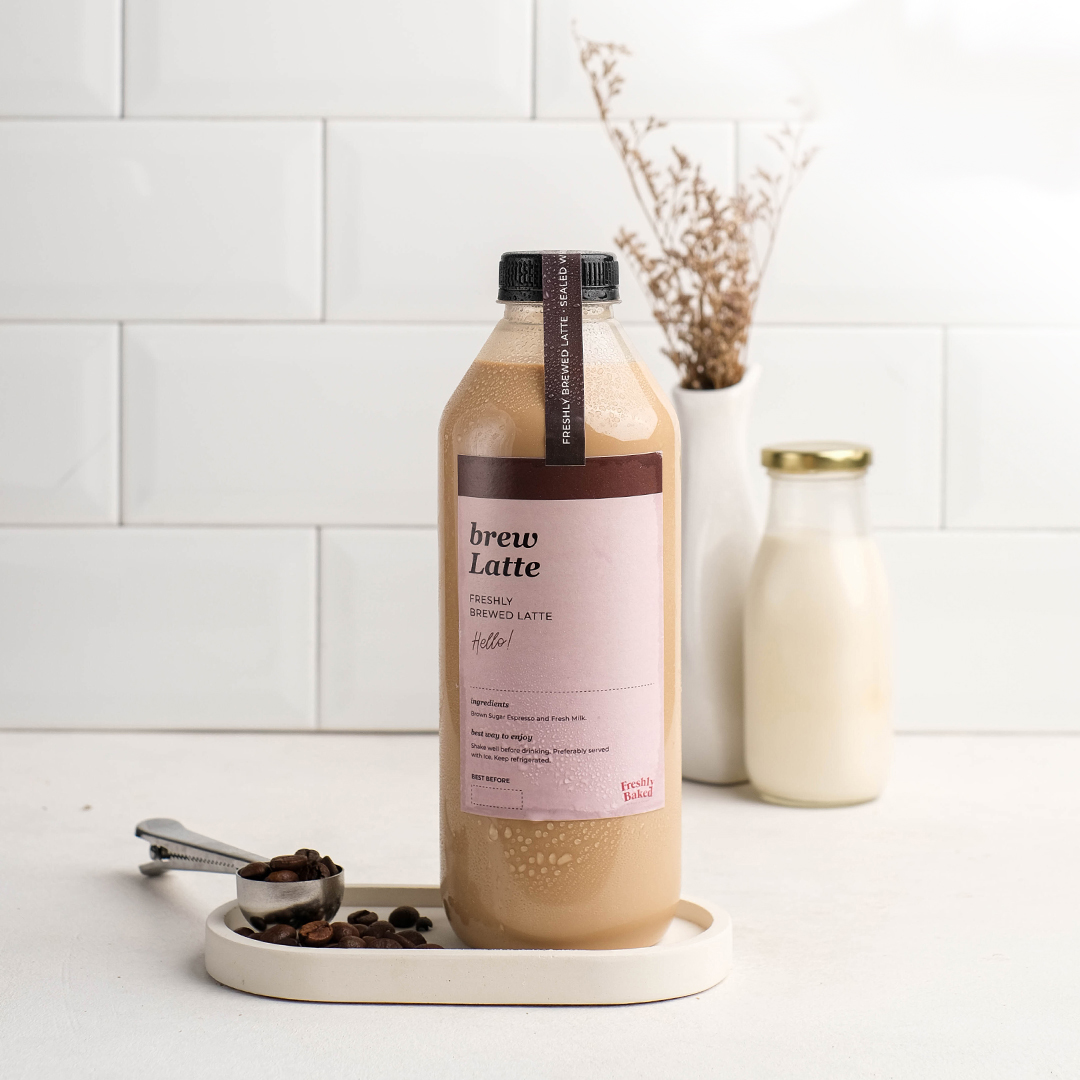 FRESHLY BREWED LATTE · SEALED
brew
Latte
FRESHLY
BREWED LATTE
Hello!
ingredients
Brown Sugar Espresso and Fresh Milk.
best way to enjoy
Shake well before drinking. Preferably served
with ice. Keep refrigerated.
BEST BEFORE
Freshly
Baked